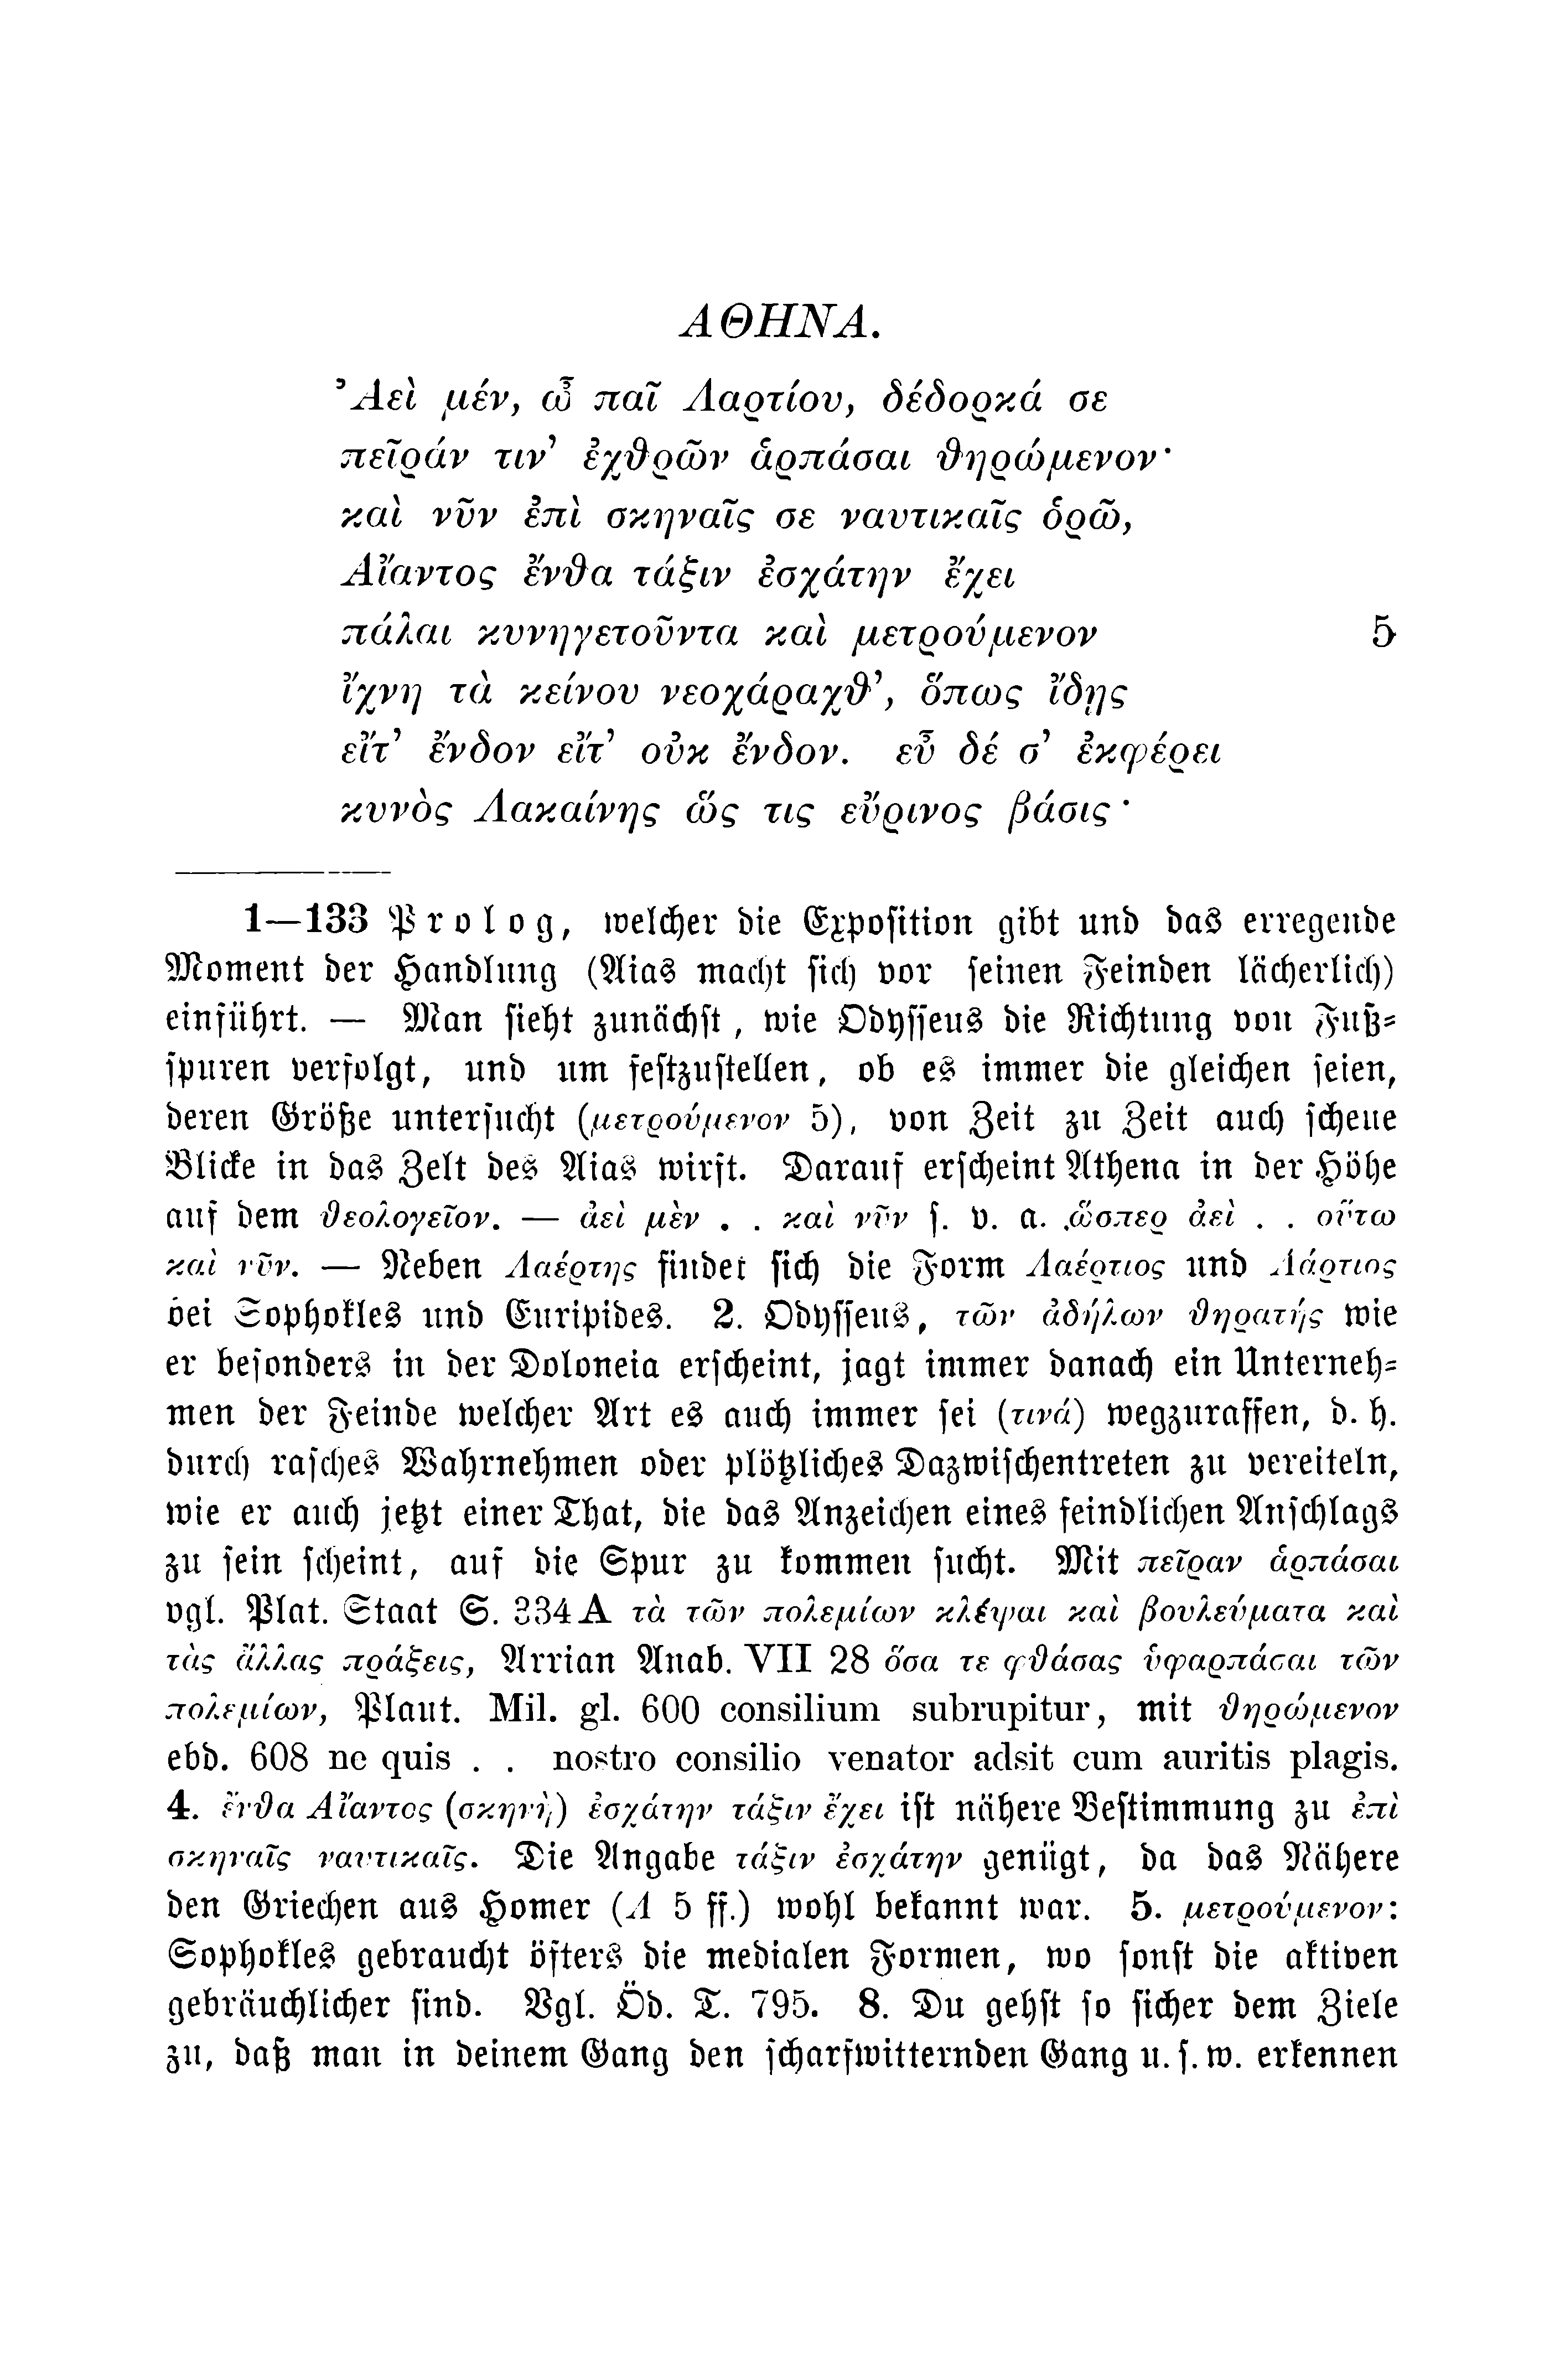 ΑΘΗΝΑ.
Ἀεὶ μέν, ὦ παῖ Λαρτίου, δέδορκά σε
πεῖράν τιν’ ἐχθρῶν ἁρπάσαι θηρώμενον·
καὶ νῦν ἐπὶ σκηναῖς σε ναυτικαῖς ὁρῶ,
Αἴαντος ἔνθα τάξιν ἐσχάτην ἔχει
πάλαι κυνηγετοῦντα καὶ μετρούμενον 5
ἴχνη τὰ κείνου νεοχάραχθ’, ὅπως ἴδῃς
εἴτ’ ἔνδον εἴτ’ οὐκ ἔνδον. εὖ δέ σ’ ἐκφέρει
κυνὸς Λακαίνης ὥς τις εὔρινος βάσις·
1—133 Prolog, welcher die Exposition gibt und das erregende
Moment der Handlung (Aias macht sich vor seinen Feinden lächerlich)
einführt. — Man sieht zunächst, wie Odysseus die Richtung von Fuß-
spuren verfolgt, und um festzustellen, ob es immer die gleichen seien,
deren Größe untersucht (μετρούμενον 5), von Zeit zu Zeit auch scheue
Blicke in das Zelt des Aias wirft. Darauf erscheint Athena in der Höhe
auf dem θεολογεῖον. — ἀεὶ μὲν . . καὶ νῦν s. v. a. ὥσπερ ἀεὶ . . οὕτω
καὶ νῦν. — Neben Λαέρτης findet sich die Form Λαέρτιος und Λάρτιος
bei Sophokles und Euripides. 2. Odysseus, τῶν ἀδήλων θηρατής wie
er besonders in der Doloneia erscheint, jagt immer danach ein Unterneh-
men der Feinde welcher Art es auch immer sei (τινά) wegzuraffen, d. h.
durch rasches Wahrnehmen oder plötzliches Dazwischentreten zu vereiteln,
wie er auch jetzt einer That, die das Anzeichen eines feindlichen Anschlags
zu sein scheint, auf die Spur zu kommen sucht. Mit πεῖραν ἁρπάσαι
vgl. Plat. Staat S. 334 A τὰ τῶν πολεμίων κλέψαι καὶ βουλεύματα καὶ
τὰς ἄλλας πράξεις, Arrian Anab. VII 28 ὅσα τε φθάσας ὑφαρπάσαι τῶν
πολεμίων, Plaut. Mil. gl. 600 consilium subrupitur, mit θηρώμενον
ebd. 608 ne quis . . nostro consilio venator adsit cum auritis plagis.
4. ἔνθα Αἴαντος (σκηνὴ) ἐσχάτην τάξιν ἔχει ist nähere Bestimmung zu ἐπὶ
σκηναῖς ναυτικαῖς. Die Angabe τάξιν ἐσχάτην genügt, da das Nähere
den Griechen aus Homer (Λ 5 ff.) wohl bekannt war. 5. μετρούμενον:
Sophokles gebraucht öfters die medialen Formen, wo sonst die aktiven
gebräuchlicher sind. Vgl. Öd. T. 795. 8. Du gehst so sicher dem Ziele
zu, daß man in deinem Gang den scharfwitternden Gang u. s. w. erkennen